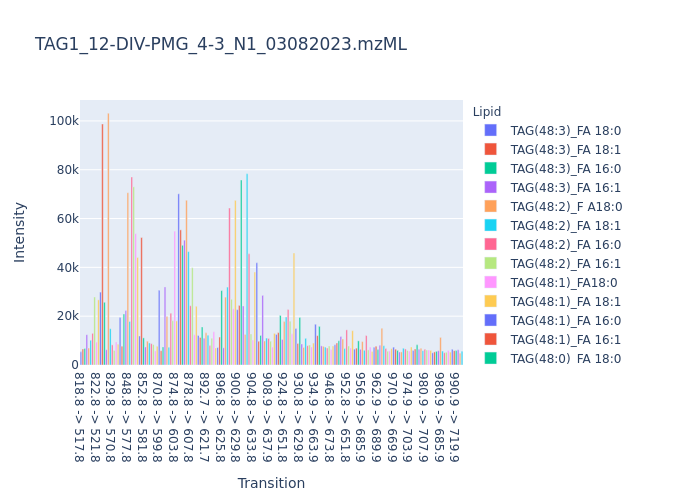 TAG1_12-DIV-PMG_4-3_N1_03082023.mzML
Lipid
TAG(48:3)_FA 18:0
TAG(48:3)_FA 18:1
TAG(48:3)_FA 16:0
TAG(48:3)_FA 16:1
TAG(48:2)_F A18:0
TAG(48:2)_FA 18:1
TAG(48:2)_FA 16:0
TAG(48:2)_FA 16:1
TAG(48:1)_FA18:0
TAG(48:1)_FA 18:1
TAG(48:1)_FA 16:0
TAG(48:1)_FA 16:1
TAG(48:0)_FA 18:0
Intensity
100k
80k
60k
40k
20k
0
818.8 -> 517.8
822.8 -> 521.8
829.8 -> 570.8
848.8 -> 577.8
852.8 -> 581.8
870.8 -> 599.8
874.8 -> 603.8
878.8 -> 607.8
892.7 -> 621.7
896.8 -> 625.8
900.8 -> 629.8
904.8 -> 633.8
908.9 -> 637.9
924.8 -> 651.8
930.8 -> 629.8
934.9 -> 663.9
946.8 -> 673.8
952.8 -> 651.8
956.9 -> 685.9
962.9 -> 689.9
970.9 -> 669.9
974.9 -> 703.9
980.9 -> 707.9
986.9 -> 685.9
990.9 -> 719.9
Transition